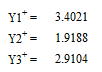 Y1⁺ = 3.4021
Y2⁺ = 1.9188
Y3⁺ = 2.9104